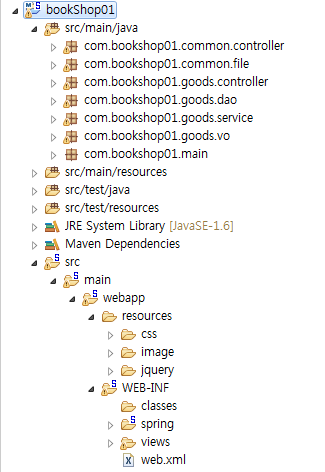 bookShop01
src/main/java
com.bookshop01.common.controller
com.bookshop01.common.file
com.bookshop01.goods.controller
com.bookshop01.goods.dao
com.bookshop01.goods.service
com.bookshop01.goods.vo
com.bookshop01.main
src/main/resources
src/test/java
src/test/resources
JRE System Library [JavaSE-1.6]
Maven Dependencies
src
main
webapp
resources
css
image
jquery
WEB-INF
classes
spring
views
web.xml